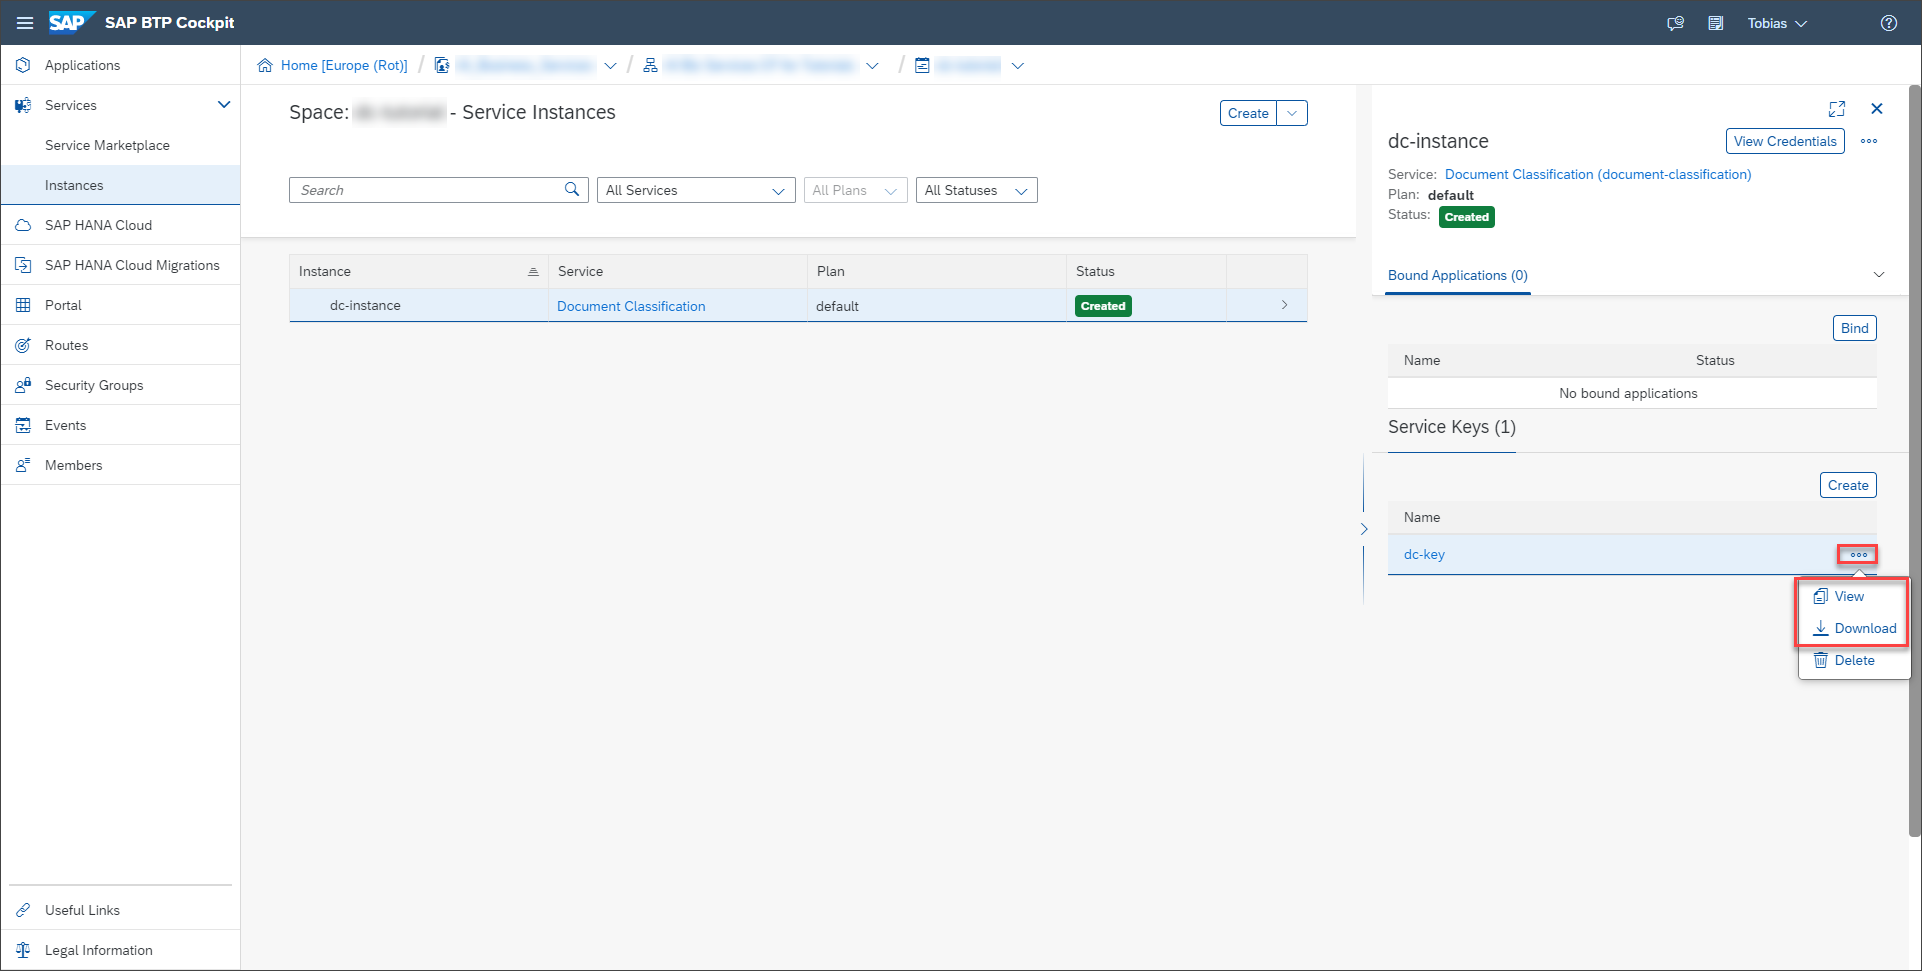 SAP SAP BTP Cockpit
Tobias
Applications
Services
Service Marketplace
Instances
SAP HANA Cloud
SAP HANA Cloud Migrations
Portal
Routes
Security Groups
Events
Members
Useful Links
Legal Information
Home [Europe (Rot)] / / /
Space: - Service Instances
Create
Search
All Services
All Plans
All Statuses
Instance Service Plan Status
dc-instance Document Classification default Created
dc-instance
View Credentials
Service: Document Classification (document-classification)
Plan: default
Status: Created
Bound Applications (0)
Bind
Name Status
No bound applications
Service Keys (1)
Create
Name
dc-key
View
Download
Delete